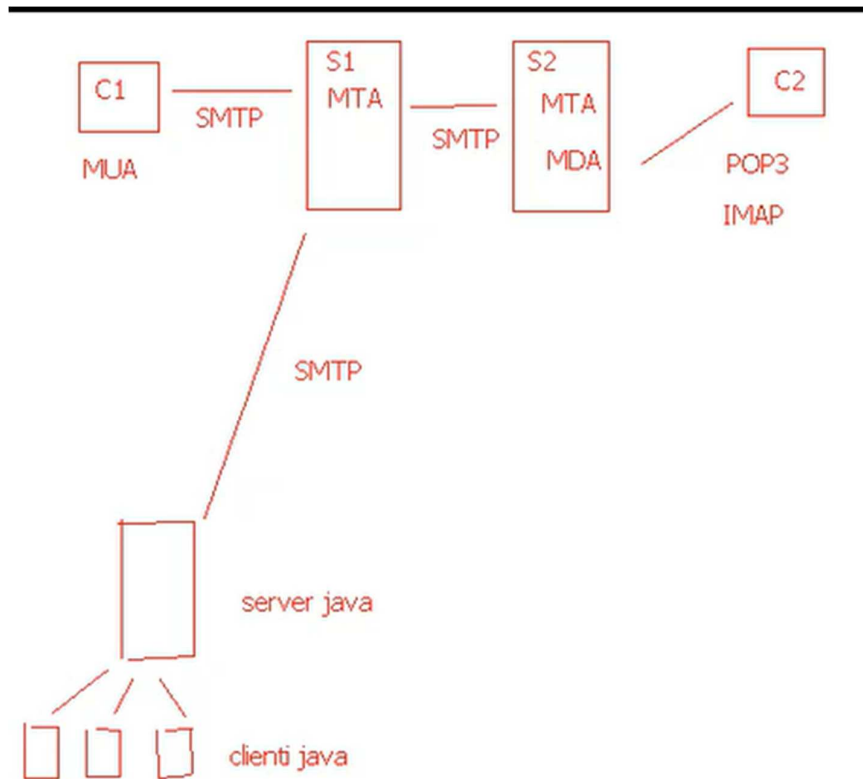 C1
SMTP
MUA
S1
MTA
SMTP
S2
MTA
MDA
C2
POP3
IMAP
SMTP
server java
clienti java